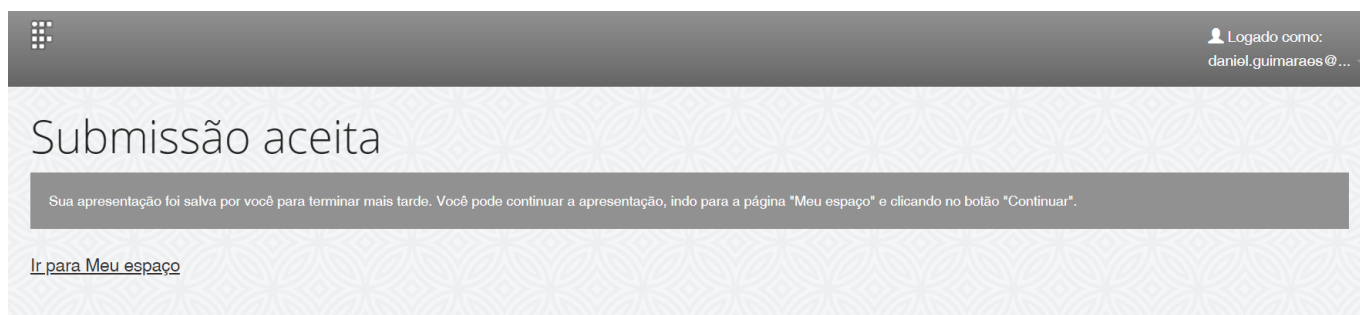 Logado como:
daniel.guimaraes@...
Submissão aceita
Sua apresentação foi salva por você para terminar mais tarde. Você pode continuar a apresentação, indo para a página "Meu espaço" e clicando no botão "Continuar".
Ir para Meu espaço